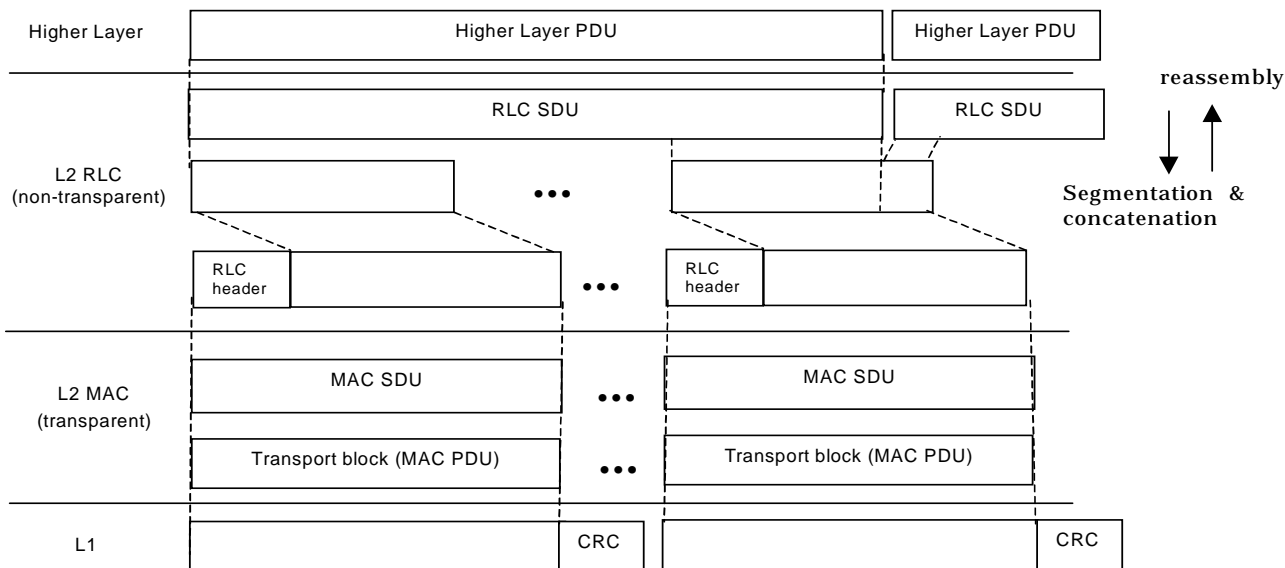 Higher Layer
Higher Layer PDU
Higher Layer PDU
reassembly
RLC SDU
RLC SDU
L2 RLC
(non-transparent)
Segmentation &
concatenation
RLC
header
RLC
header
L2 MAC
(transparent)
MAC SDU
MAC SDU
Transport block (MAC PDU)
Transport block (MAC PDU)
L1
CRC
CRC